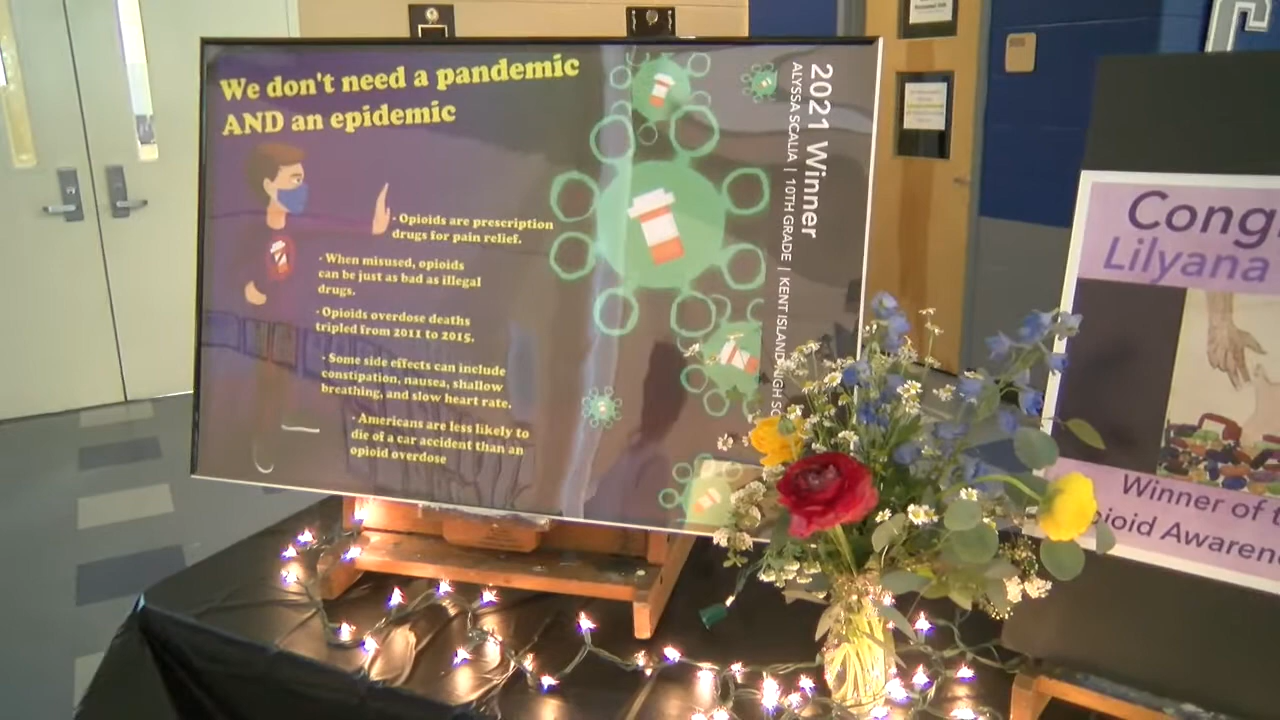 We don't need a pandemic
AND an epidemic
- Opioids are prescription
drugs for pain relief.
- When misused, opioids
can be just as bad as illegal
drugs.
- Opioids overdose deaths
tripled from 2011 to 2015.
- Some side effects can include
constipation, nausea, shallow
breathing, and slow heart rate.
- Americans are less likely to
die of a car accident than an
opioid overdose
2021 Winner
ALYSSA SCALIA | 10TH GRADE | KENT ISLAND HIGH SC
Cong
Lilyana
Winner of t
pioid Awaren